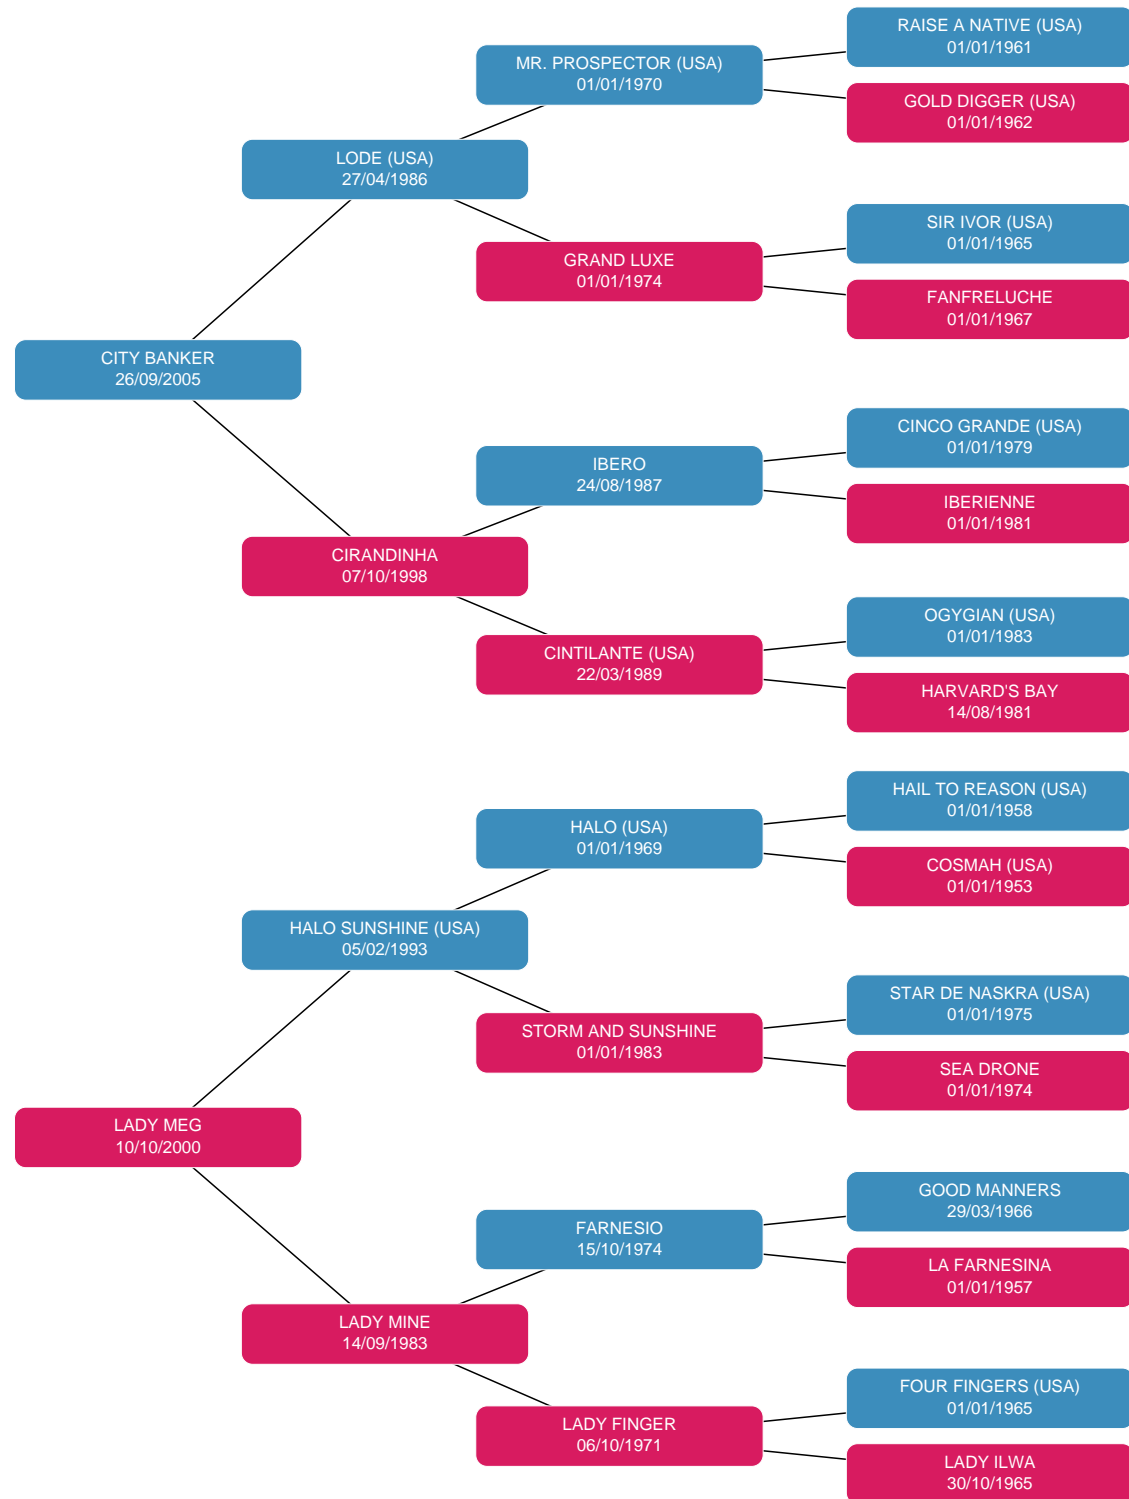 RAISE A NATIVE (USA)
01/01/1961
MR. PROSPECTOR (USA)
01/01/1970
GOLD DIGGER (USA)
01/01/1962
LODE (USA)
27/04/1986
SIR IVOR (USA)
01/01/1965
GRAND LUXE
01/01/1974
FANFRELUCHE
01/01/1967
CITY BANKER
26/09/2005
CINCO GRANDE (USA)
01/01/1979
IBERO
24/08/1987
IBERIENNE
01/01/1981
CIRANDINHA
07/10/1998
OGYGIAN (USA)
01/01/1983
CINTILANTE (USA)
22/03/1989
HARVARD'S BAY
14/08/1981
HAIL TO REASON (USA)
01/01/1958
HALO (USA)
01/01/1969
COSMAH (USA)
01/01/1953
HALO SUNSHINE (USA)
05/02/1993
STAR DE NASKRA (USA)
01/01/1975
STORM AND SUNSHINE
01/01/1983
SEA DRONE
01/01/1974
LADY MEG
10/10/2000
GOOD MANNERS
29/03/1966
FARNESIO
15/10/1974
LA FARNESINA
01/01/1957
LADY MINE
14/09/1983
FOUR FINGERS (USA)
01/01/1965
LADY FINGER
06/10/1971
LADY ILWA
30/10/1965